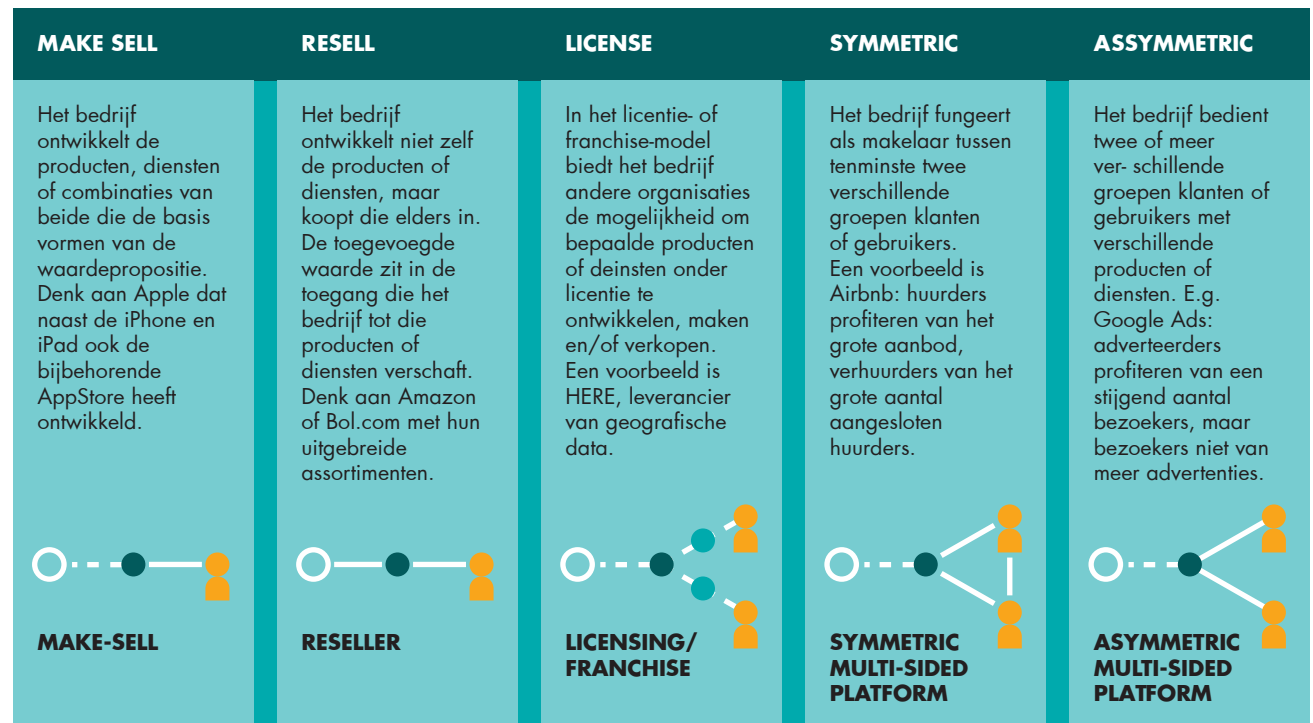 MAKE SELL
Het bedrijf
ontwikkelt de
producten, diensten
of combinaties van
beide die de basis
vormen van de
waardepropositie.
Denk aan Apple dat
naast de iPhone en
iPad ook de
bijbehorende
AppStore heeft
ontwikkeld.
MAKE-SELL
RESELL
Het bedrijf
ontwikkelt niet zelf
de producten of
diensten, maar
koopt die elders in.
De toegevoegde
waarde zit in de
toegang die het
bedrijf tot die
producten of
diensten verschaft.
Denk aan Amazon
of Bol.com met hun
uitgebreide
assortimenten.
RESELLER
LICENSE
In het licentie- of
franchise-model
biedt het bedrijf
andere organisaties
de mogelijkheid om
bepaalde producten
of deinsten onder
licentie te
ontwikkelen, maken
en/of verkopen.
Een voorbeeld is
HERE, leverancier
van geografische
data.
LICENSING/
FRANCHISE
SYMMETRIC
Het bedrijf fungeert
als makelaar tussen
tenminste twee
verschillende
groepen klanten
of gebruikers.
Een voorbeeld is
Airbnb: huurders
profiteren van het
grote aanbod,
verhuurders van het
grote aantal
aangesloten
huurders.
SYMMETRIC
MULTI-SIDED
PLATFORM
ASSYMMETRIC
Het bedrijf bedient
twee of meer
ver- schillende
groepen klanten of
gebruikers met
verschillende
producten of
diensten. E.g.
Google Ads:
adverteerders
profiteren van een
stijgend aantal
bezoekers, maar
bezoekers niet van
meer advertenties.
ASYMMETRIC
MULTI-SIDED
PLATFORM